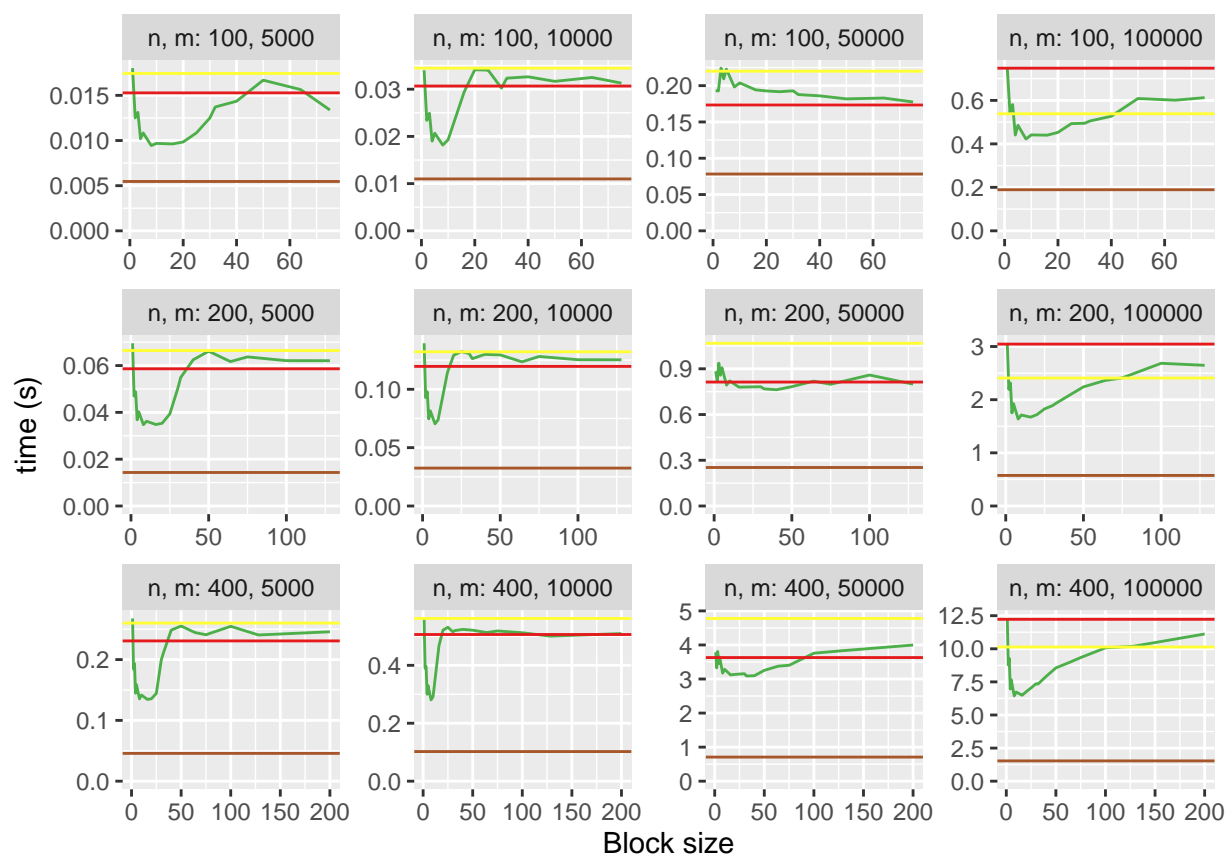 n, m: 100, 5000
n, m: 100, 10000
n, m: 100, 50000
n, m: 100, 100000
0.015
0.010
0.005
0.000
0 20 40 60
0.03
0.02
0.01
0.00
0 20 40 60
0.20
0.15
0.10
0.05
0.00
0 20 40 60
0.6
0.4
0.2
0.0
0 20 40 60
time (s)
n, m: 200, 5000
n, m: 200, 10000
n, m: 200, 50000
n, m: 200, 100000
0.06
0.04
0.02
0.00
0 50 100
0.10
0.05
0.00
0 50 100
0.9
0.6
0.3
0.0
0 50 100
3
2
1
0
0 50 100
n, m: 400, 5000
n, m: 400, 10000
n, m: 400, 50000
n, m: 400, 100000
0.2
0.1
0.0
0 50 100 150 200
0.4
0.2
0.0
0 50 100 150 200
5
4
3
2
1
0
0 50 100 150 200
12.5
10.0
7.5
5.0
2.5
0.0
0 50 100 150 200
Block size